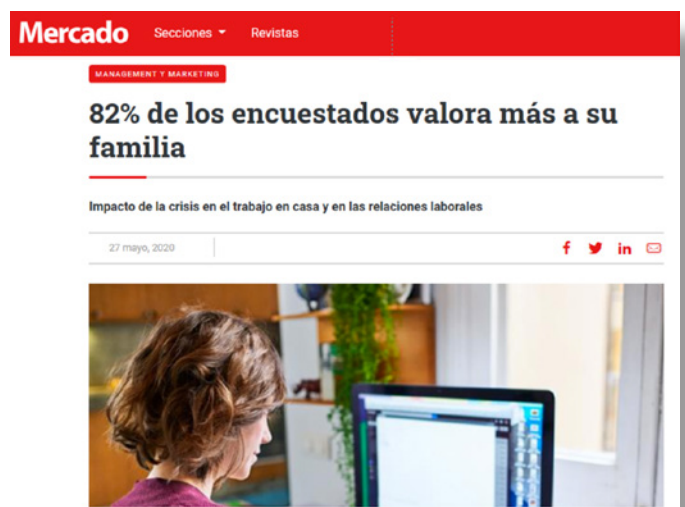 Mercado Secciones Revistas
MANAGEMENT Y MARKETING
82% de los encuestados valora más a su
familia
Impacto de la crisis en el trabajo en casa y en las relaciones laborales
27 mayo, 2020